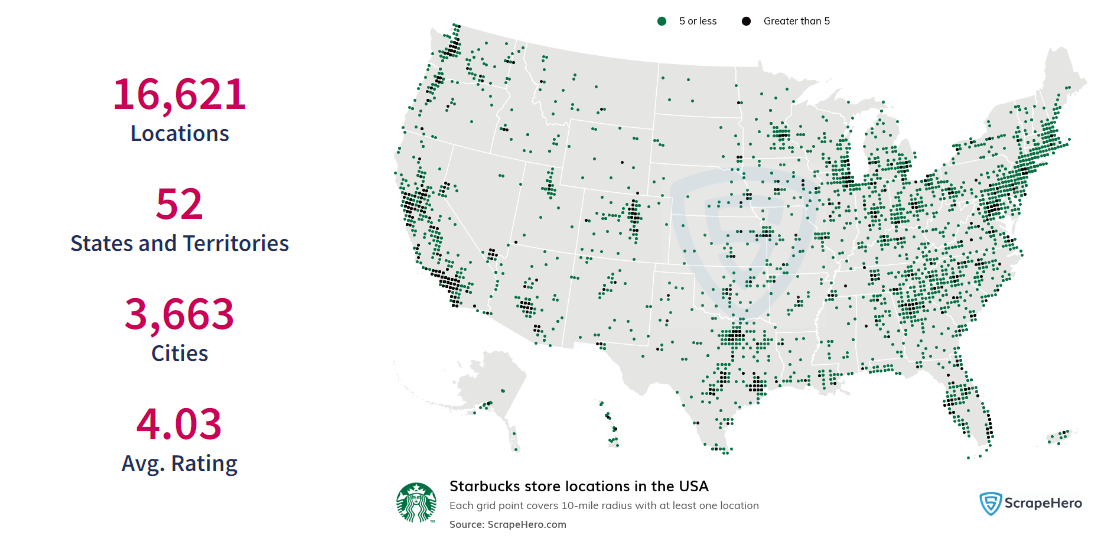 5 or less
Greater than 5
16,621
Locations
52
States and Territories
3,663
Cities
4.03
Avg. Rating
Starbucks store locations in the USA
Each grid point covers 10-mile radius with at least one location
Source: ScrapeHero.com
ScrapeHero